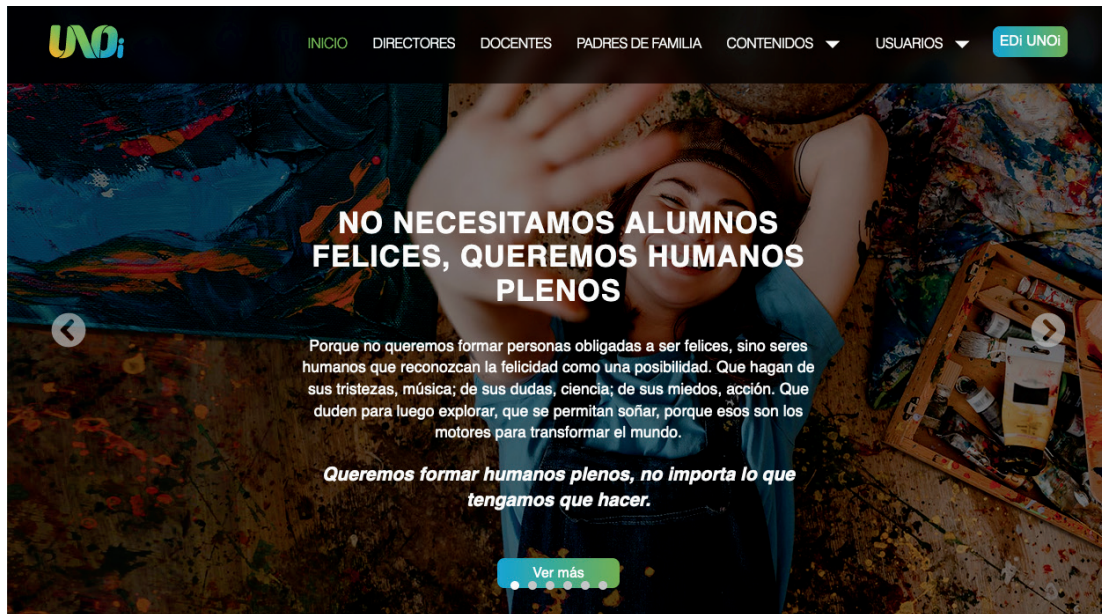 UNOi
INICIO DIRECTORES DOCENTES PADRES DE FAMILIA CONTENIDOS USUARIOS EDi UNOi
NO NECESITAMOS ALUMNOS
FELICES, QUEREMOS HUMANOS
PLENOS
Porque no queremos formar personas obligadas a ser felices, sino seres
humanos que reconozcan la felicidad como una posibilidad. Que hagan de
sus tristezas, música; de sus dudas, ciencia; de sus miedos, acción. Que
duden para luego explorar, que se permitan soñar, porque esos son los
motores para transformar el mundo.
Queremos formar humanos plenos, no importa lo que
tengamos que hacer.
Ver más